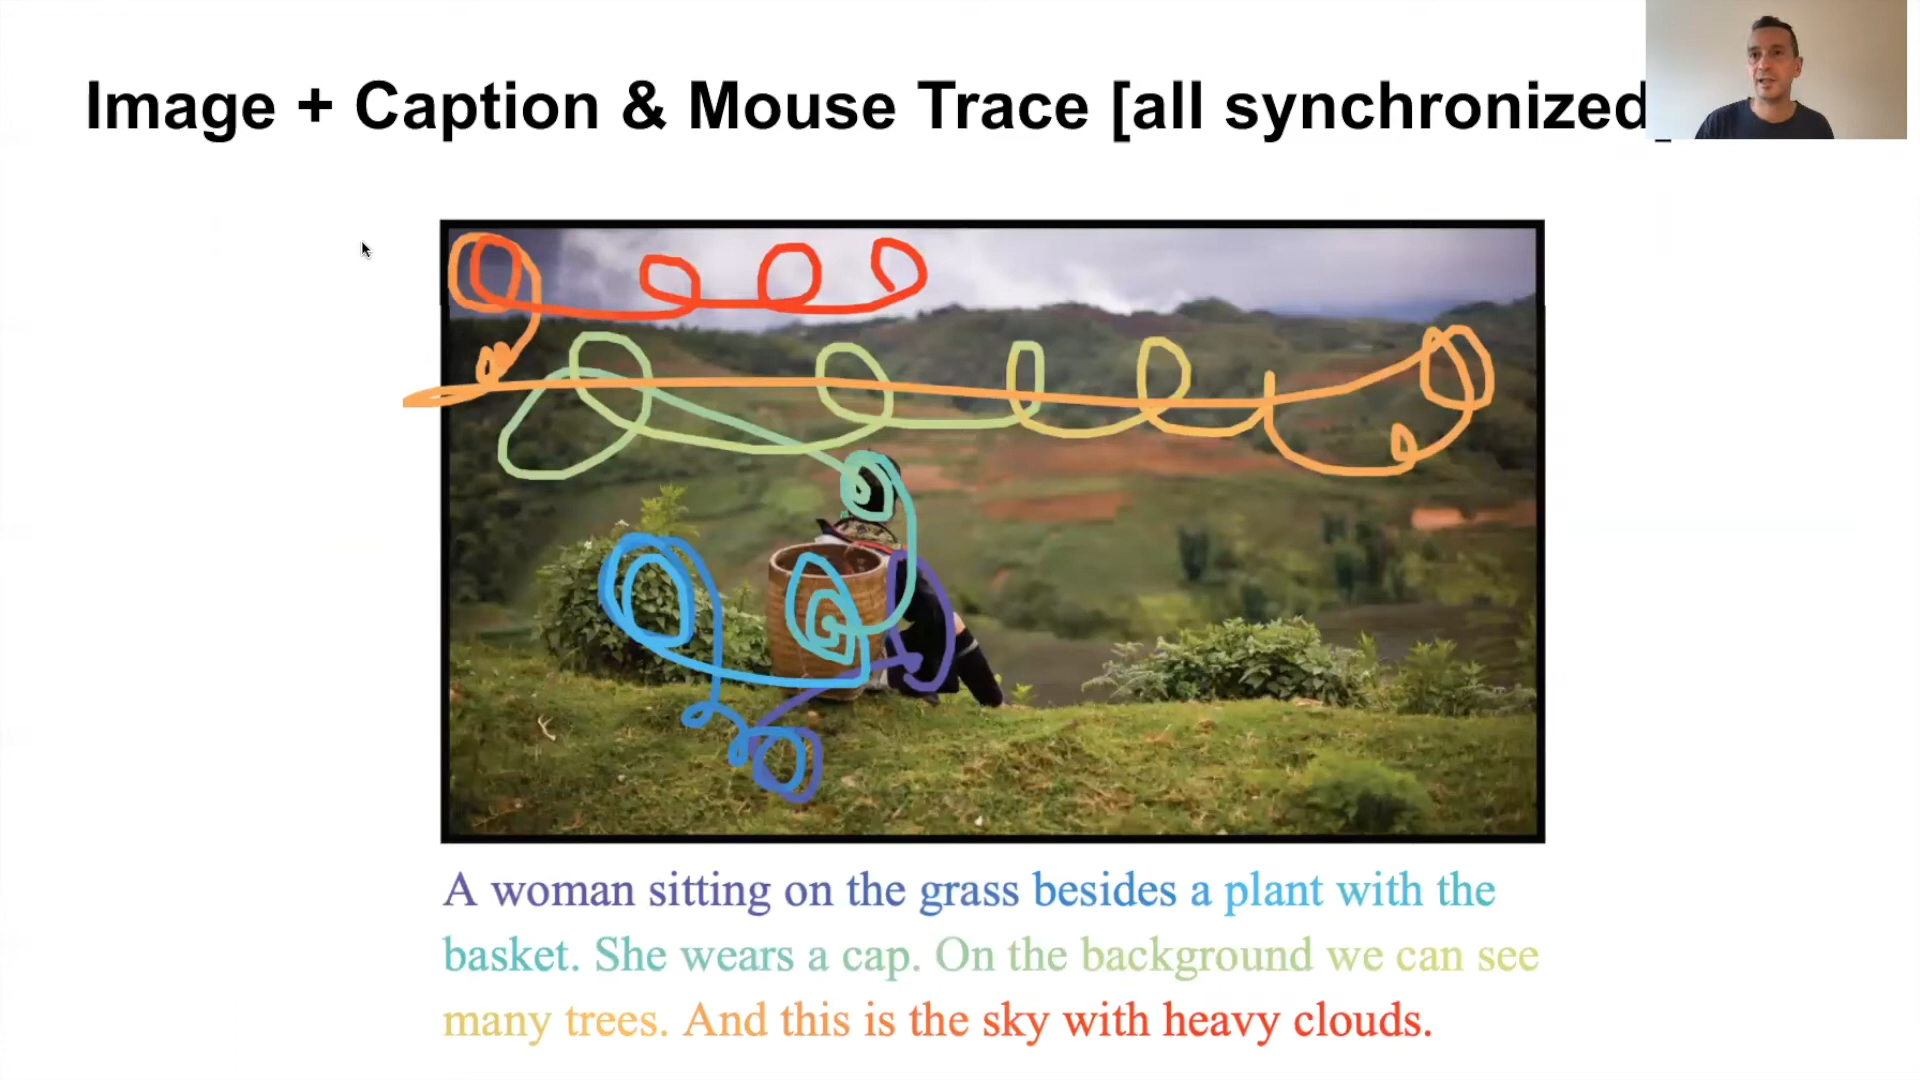 Image + Caption & Mouse Trace [all synchronized]
A woman sitting on the grass besides a plant with the
basket. She wears a cap. On the background we can see
many trees. And this is the sky with heavy clouds.